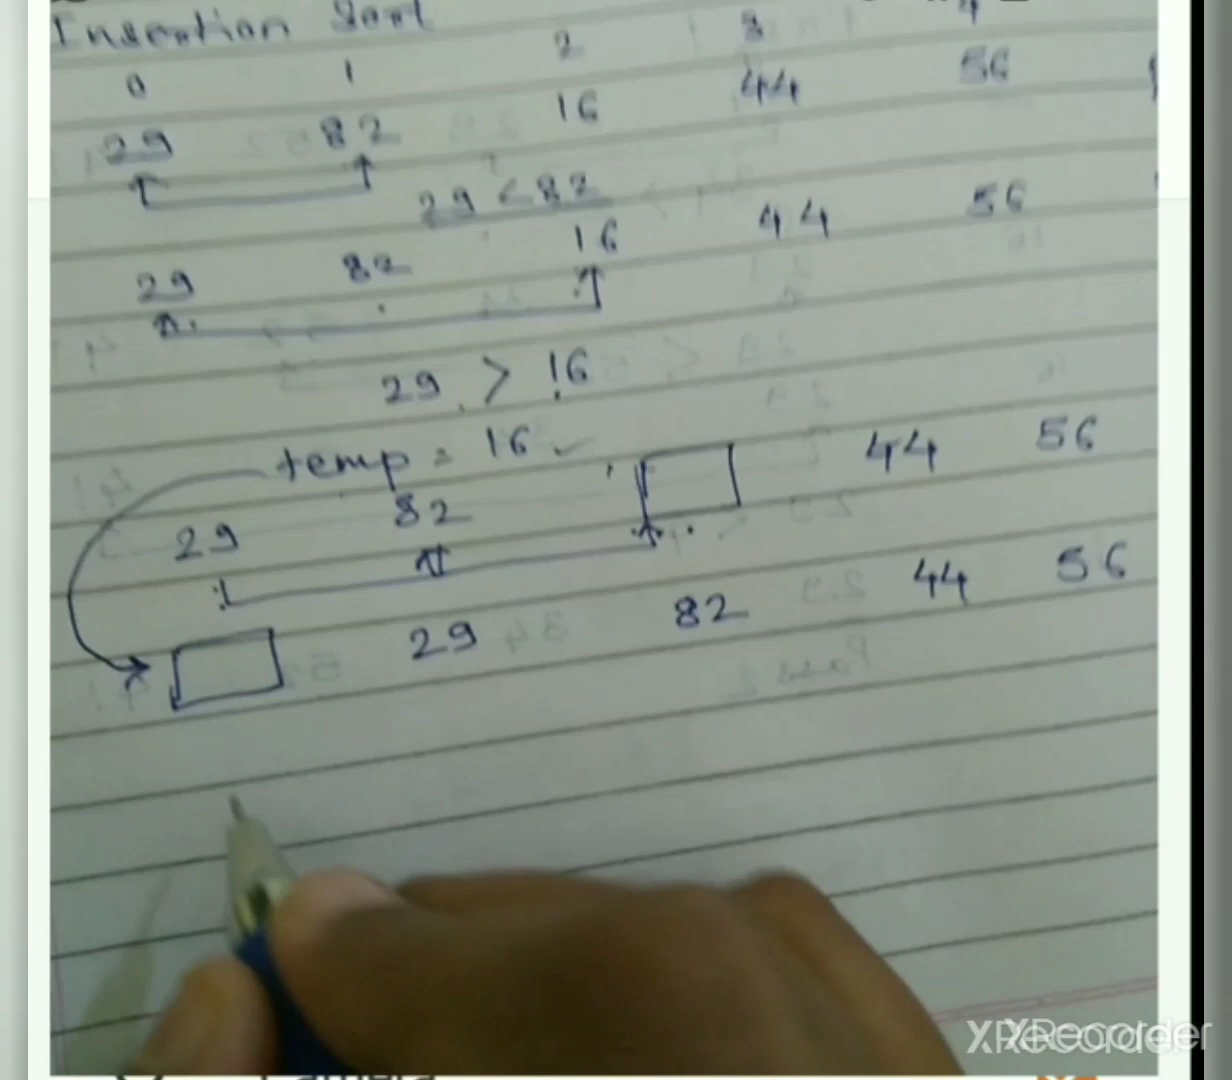 Insertion Sort
0 1 2 3 4
29 82 16 44 56
29 < 82
29 82 16 44 56
29 > 16
temp = 16
29 82 44 56
29 82 44 56
XRecorder